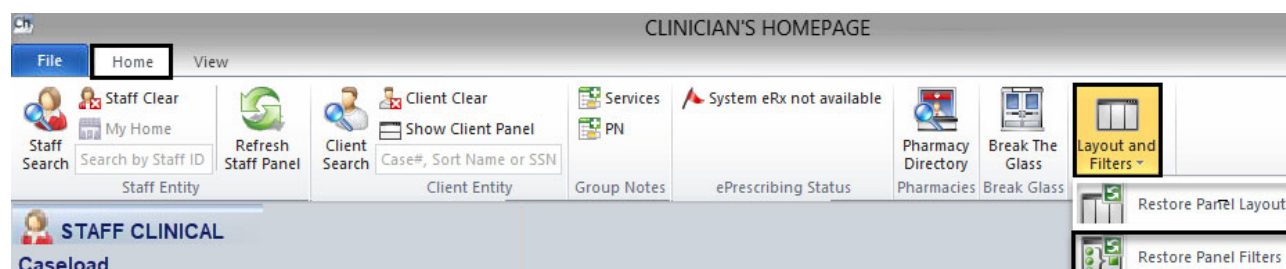 Ch
CLINICIAN'S HOMEPAGE
File Home View
Staff Search
Staff Clear
My Home
Search by Staff ID
Refresh Staff Panel
Staff Entity
Client Search
Client Clear
Show Client Panel
Case#, Sort Name or SSN
Client Entity
Services
PN
Group Notes
System eRx not available
ePrescribing Status
Pharmacy Directory
Pharmacies
Break The Glass
Break Glass
Layout and Filters
Restore Panel Layout
Restore Panel Filters
STAFF CLINICAL
Caseload